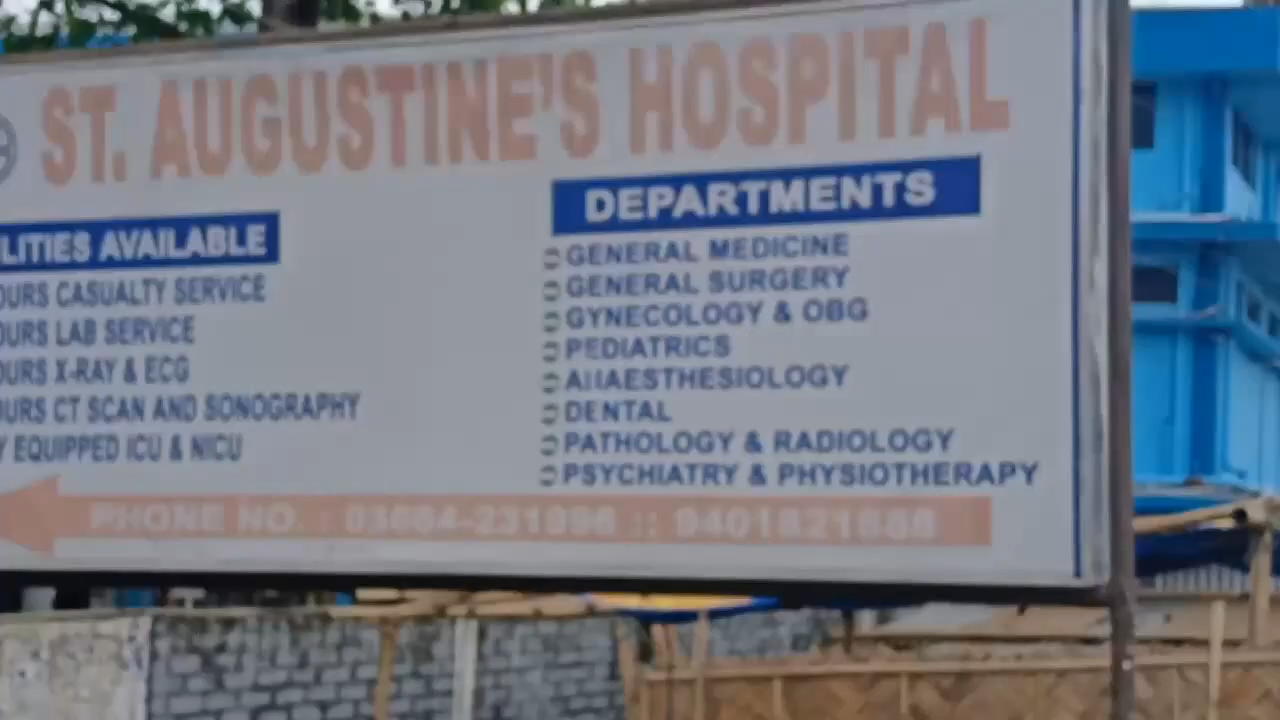 ST. AUGUSTINE'S HOSPITAL
LITIES AVAILABLE
OURS CASUALTY SERVICE
OURS LAB SERVICE
OURS X-RAY & ECG
OURS CT SCAN AND SONOGRAPHY
Y EQUIPPED ICU & NICU
DEPARTMENTS
GENERAL MEDICINE
GENERAL SURGERY
GYNECOLOGY & OBG
PEDIATRICS
ANAESTHESIOLOGY
DENTAL
PATHOLOGY & RADIOLOGY
PSYCHIATRY & PHYSIOTHERAPY
PHONE NO. :